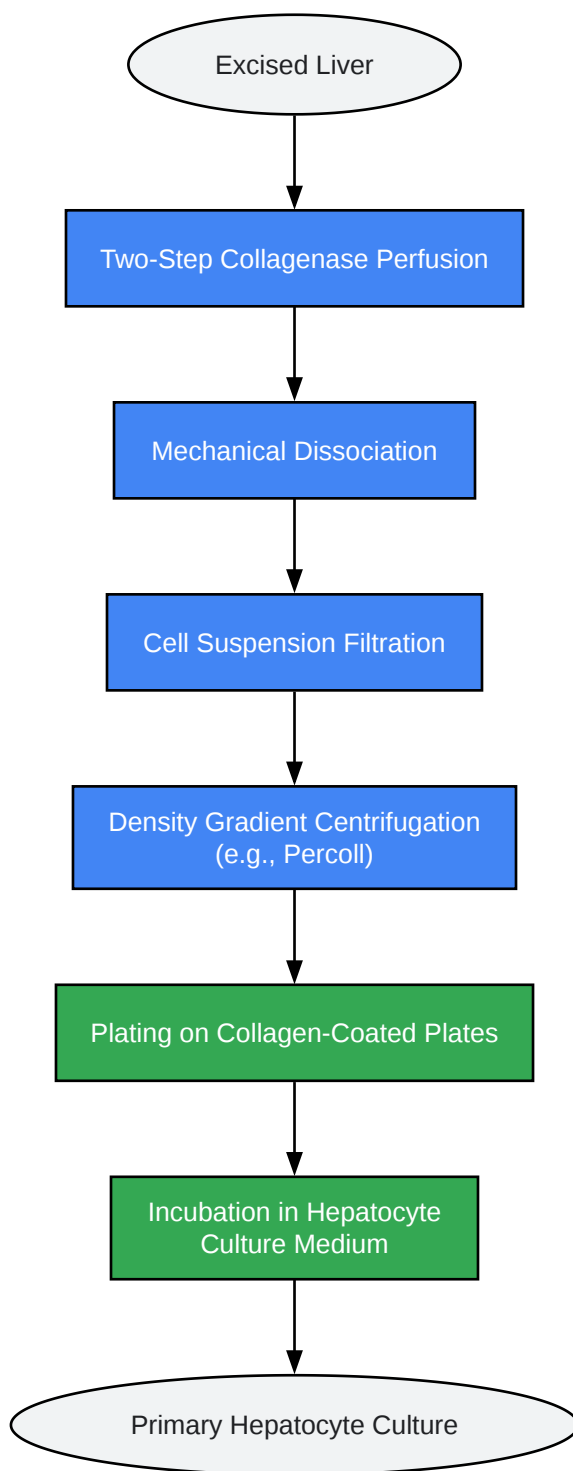 Excised Liver
Two-Step Collagenase Perfusion
Mechanical Dissociation
Cell Suspension Filtration
Density Gradient Centrifugation
(e.g., Percoll)
Plating on Collagen-Coated Plates
Incubation in Hepatocyte
Culture Medium
Primary Hepatocyte Culture